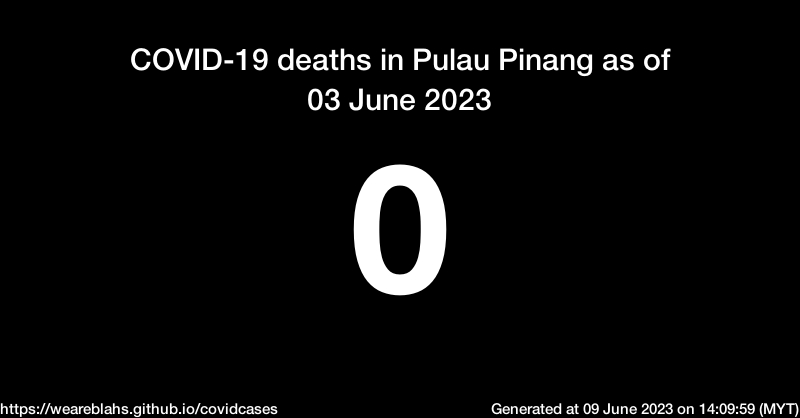 COVID-19 deaths in Pulau Pinang as of
03 June 2023
0
https://weareblahs.github.io/covidcases
Generated at 09 June 2023 on 14:09:59 (MYT)